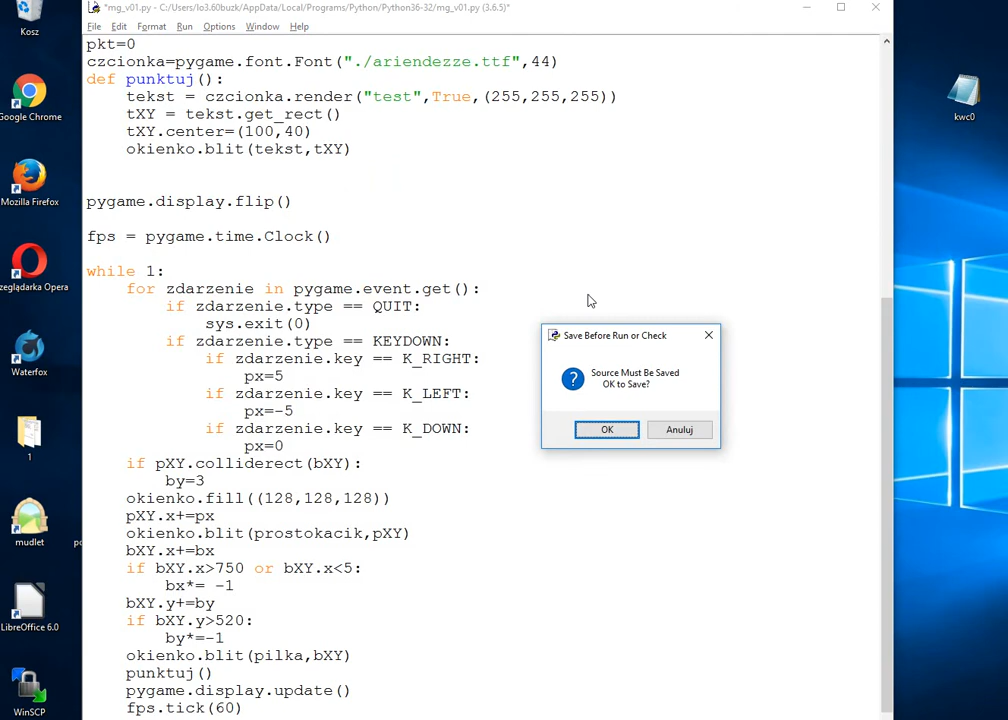 *mg_v01.py - C:/Users/lo3.60buzk/AppData/Local/Programs/Python/Python36-32/mg_v01.py (3.6.5)*
File Edit Format Run Options Window Help
pkt=0
czcionka=pygame.font.Font("./ariendezze.ttf",44)
def punktuj():
    tekst = czcionka.render("test",True,(255,255,255))
    tXY = tekst.get_rect()
    tXY.center=(100,40)
    okienko.blit(tekst,tXY)
pygame.display.flip()
fps = pygame.time.Clock()
while 1:
    for zdarzenie in pygame.event.get():
        if zdarzenie.type == QUIT:
            sys.exit(0)
        if zdarzenie.type == KEYDOWN:
            if zdarzenie.key == K_RIGHT:
                px=5
            if zdarzenie.key == K_LEFT:
                px=-5
            if zdarzenie.key == K_DOWN:
                px=0
    if pXY.colliderect(bXY):
        by=3
    okienko.fill((128,128,128))
    pXY.x+=px
    okienko.blit(prostokacik,pXY)
    bXY.x+=bx
    if bXY.x>750 or bXY.x<5:
        bx*= -1
    bXY.y+=by
    if bXY.y>520:
        by*=-1
    okienko.blit(pilka,bXY)
    punktuj()
    pygame.display.update()
    fps.tick(60)
Save Before Run or Check
Source Must Be Saved
OK to Save?
OK
Anuluj
Kosz
Google Chrome
Mozilla Firefox
zeglądarka Opera
Waterfox
1
mudlet
LibreOffice 6.0
WinSCP
kwc0